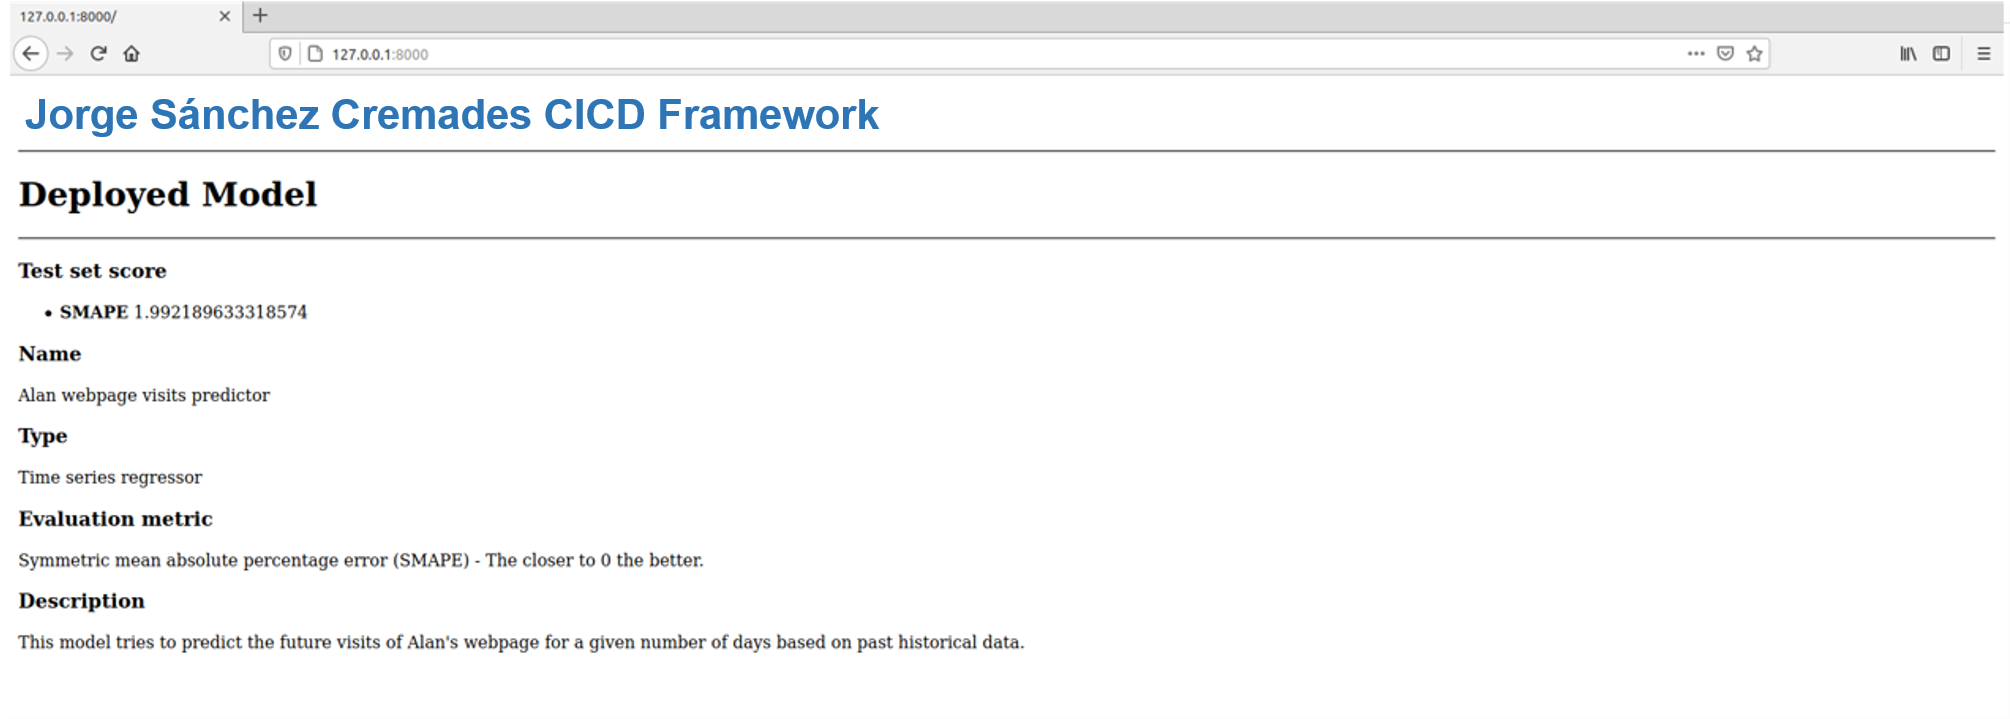 127.0.0.1:8000/
127.0.0.1:8000
Jorge Sánchez Cremades CICD Framework
Deployed Model
Test set score
• SMAPE 1.992189633318574
Name
Alan webpage visits predictor
Type
Time series regressor
Evaluation metric
Symmetric mean absolute percentage error (SMAPE) - The closer to 0 the better.
Description
This model tries to predict the future visits of Alan's webpage for a given number of days based on past historical data.